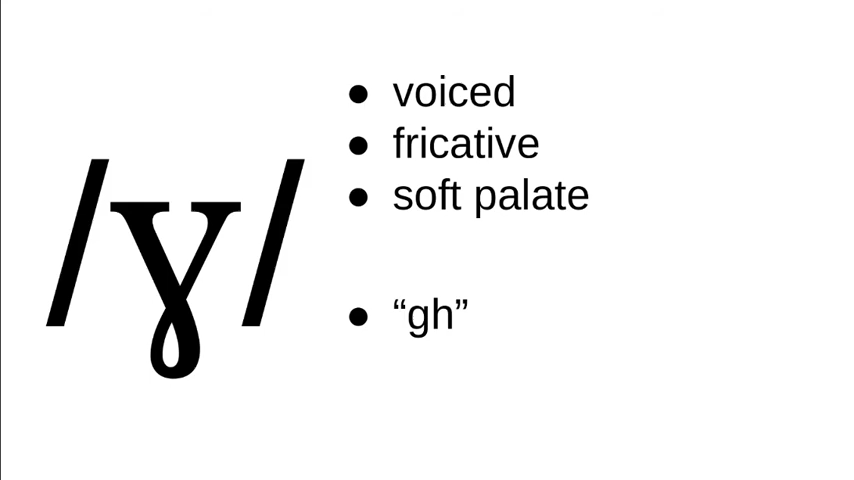 /ɣ/
● voiced
● fricative
● soft palate
● “gh”